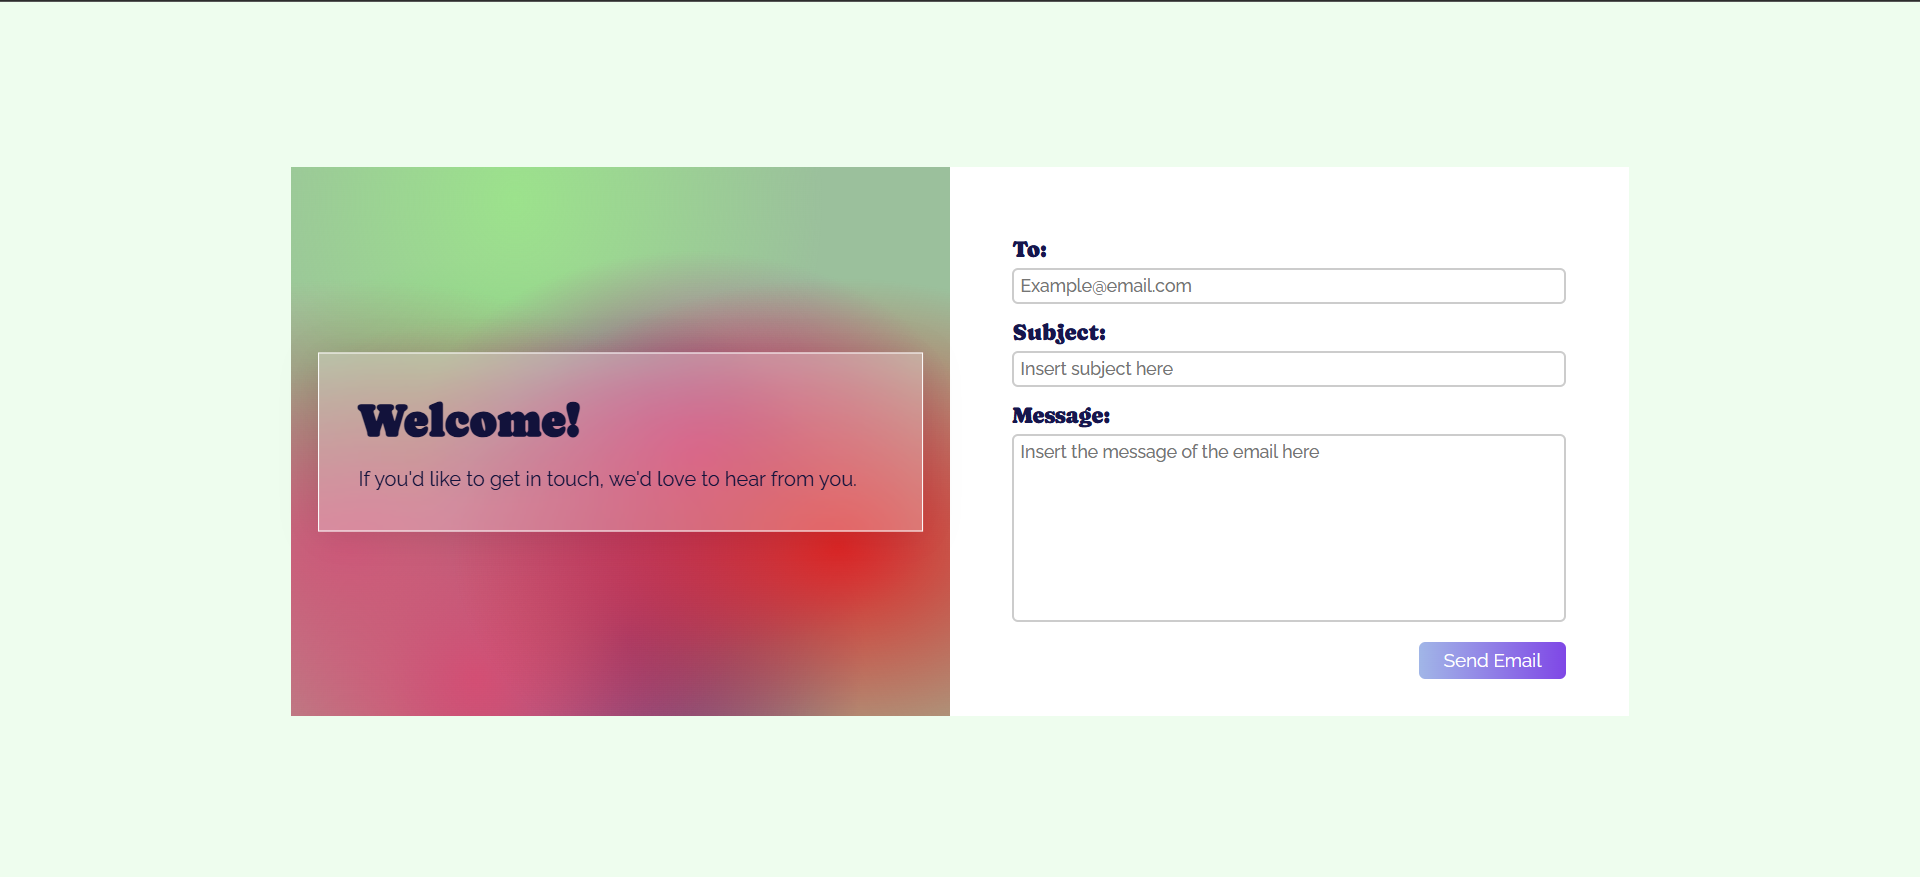 Welcome!
If you'd like to get in touch, we'd love to hear from you.
To:
Example@email.com
Subject:
Insert subject here
Message:
Insert the message of the email here
Send Email